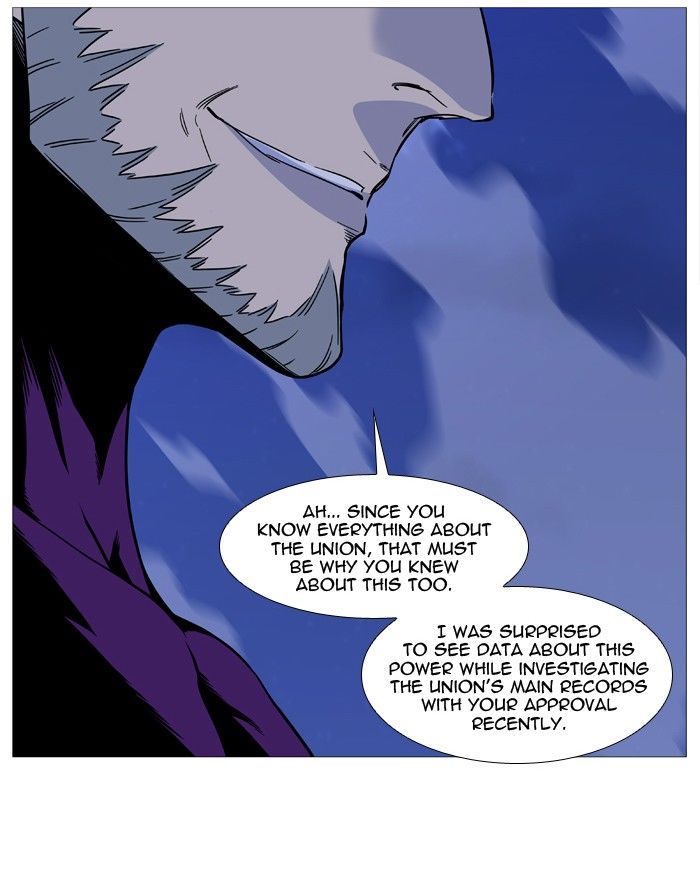 AH... SINCE YOU
KNOW EVERYTHING ABOUT
THE UNION, THAT MUST
BE WHY YOU KNEW
ABOUT THIS TOO.
I WAS SURPRISED
TO SEE DATA ABOUT THIS
POWER WHILE INVESTIGATING
THE UNION'S MAIN RECORDS
WITH YOUR APPROVAL
RECENTLY.